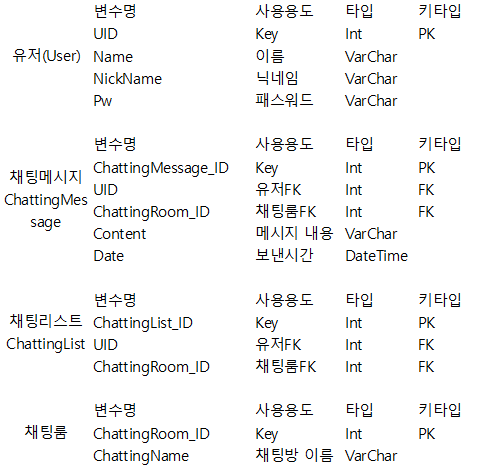 변수명 사용용도 타입 키타입
UID Key Int PK
유저(User) Name 이름 VarChar
NickName 닉네임 VarChar
Pw 패스워드 VarChar
변수명 사용용도 타입 키타입
채팅메시지 ChattingMessage_ID Key Int PK
ChattingMes UID 유저FK Int FK
sage ChattingRoom_ID 채팅룸FK Int FK
Content 메시지 내용 VarChar
Date 보낸시간 DateTime
변수명 사용용도 타입 키타입
채팅리스트 ChattingList_ID Key Int PK
ChattingList UID 유저FK Int FK
ChattingRoom_ID 채팅룸FK Int FK
변수명 사용용도 타입 키타입
채팅룸 ChattingRoom_ID Key Int PK
ChattingName 채팅방 이름 VarChar